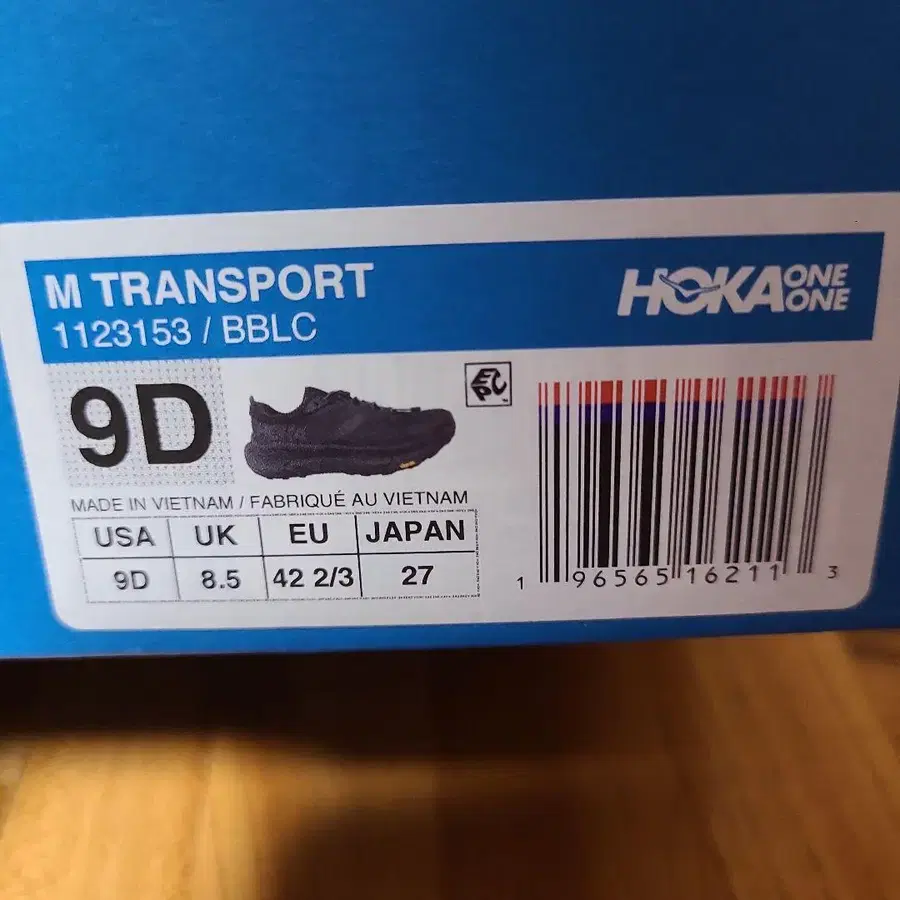 M TRANSPORT
1123153 / BBLC
HOKA ONE ONE
9D
EPC
MADE IN VIETNAM / FABRIQUÉ AU VIETNAM
USA UK EU JAPAN
9D 8.5 42 2/3 27
1 96565 16211 3